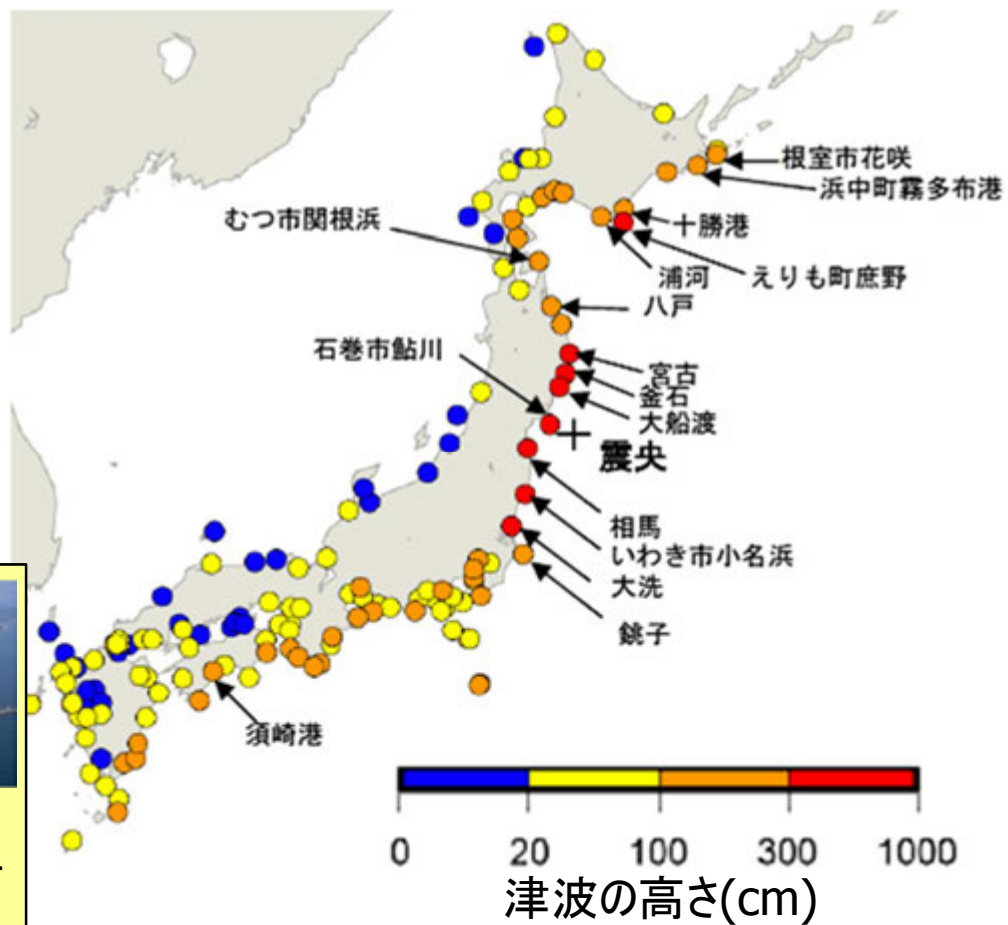 根室市花咲
浜中町霧多布港
十勝港
えりも町庶野
浦河
むつ市関根浜
八戸
石巻市鮎川
宮古
釜石
大船渡
震央
相馬
いわき市小名浜
大洗
銚子
須崎港
0 20 100 300 1000
津波の高さ(cm)